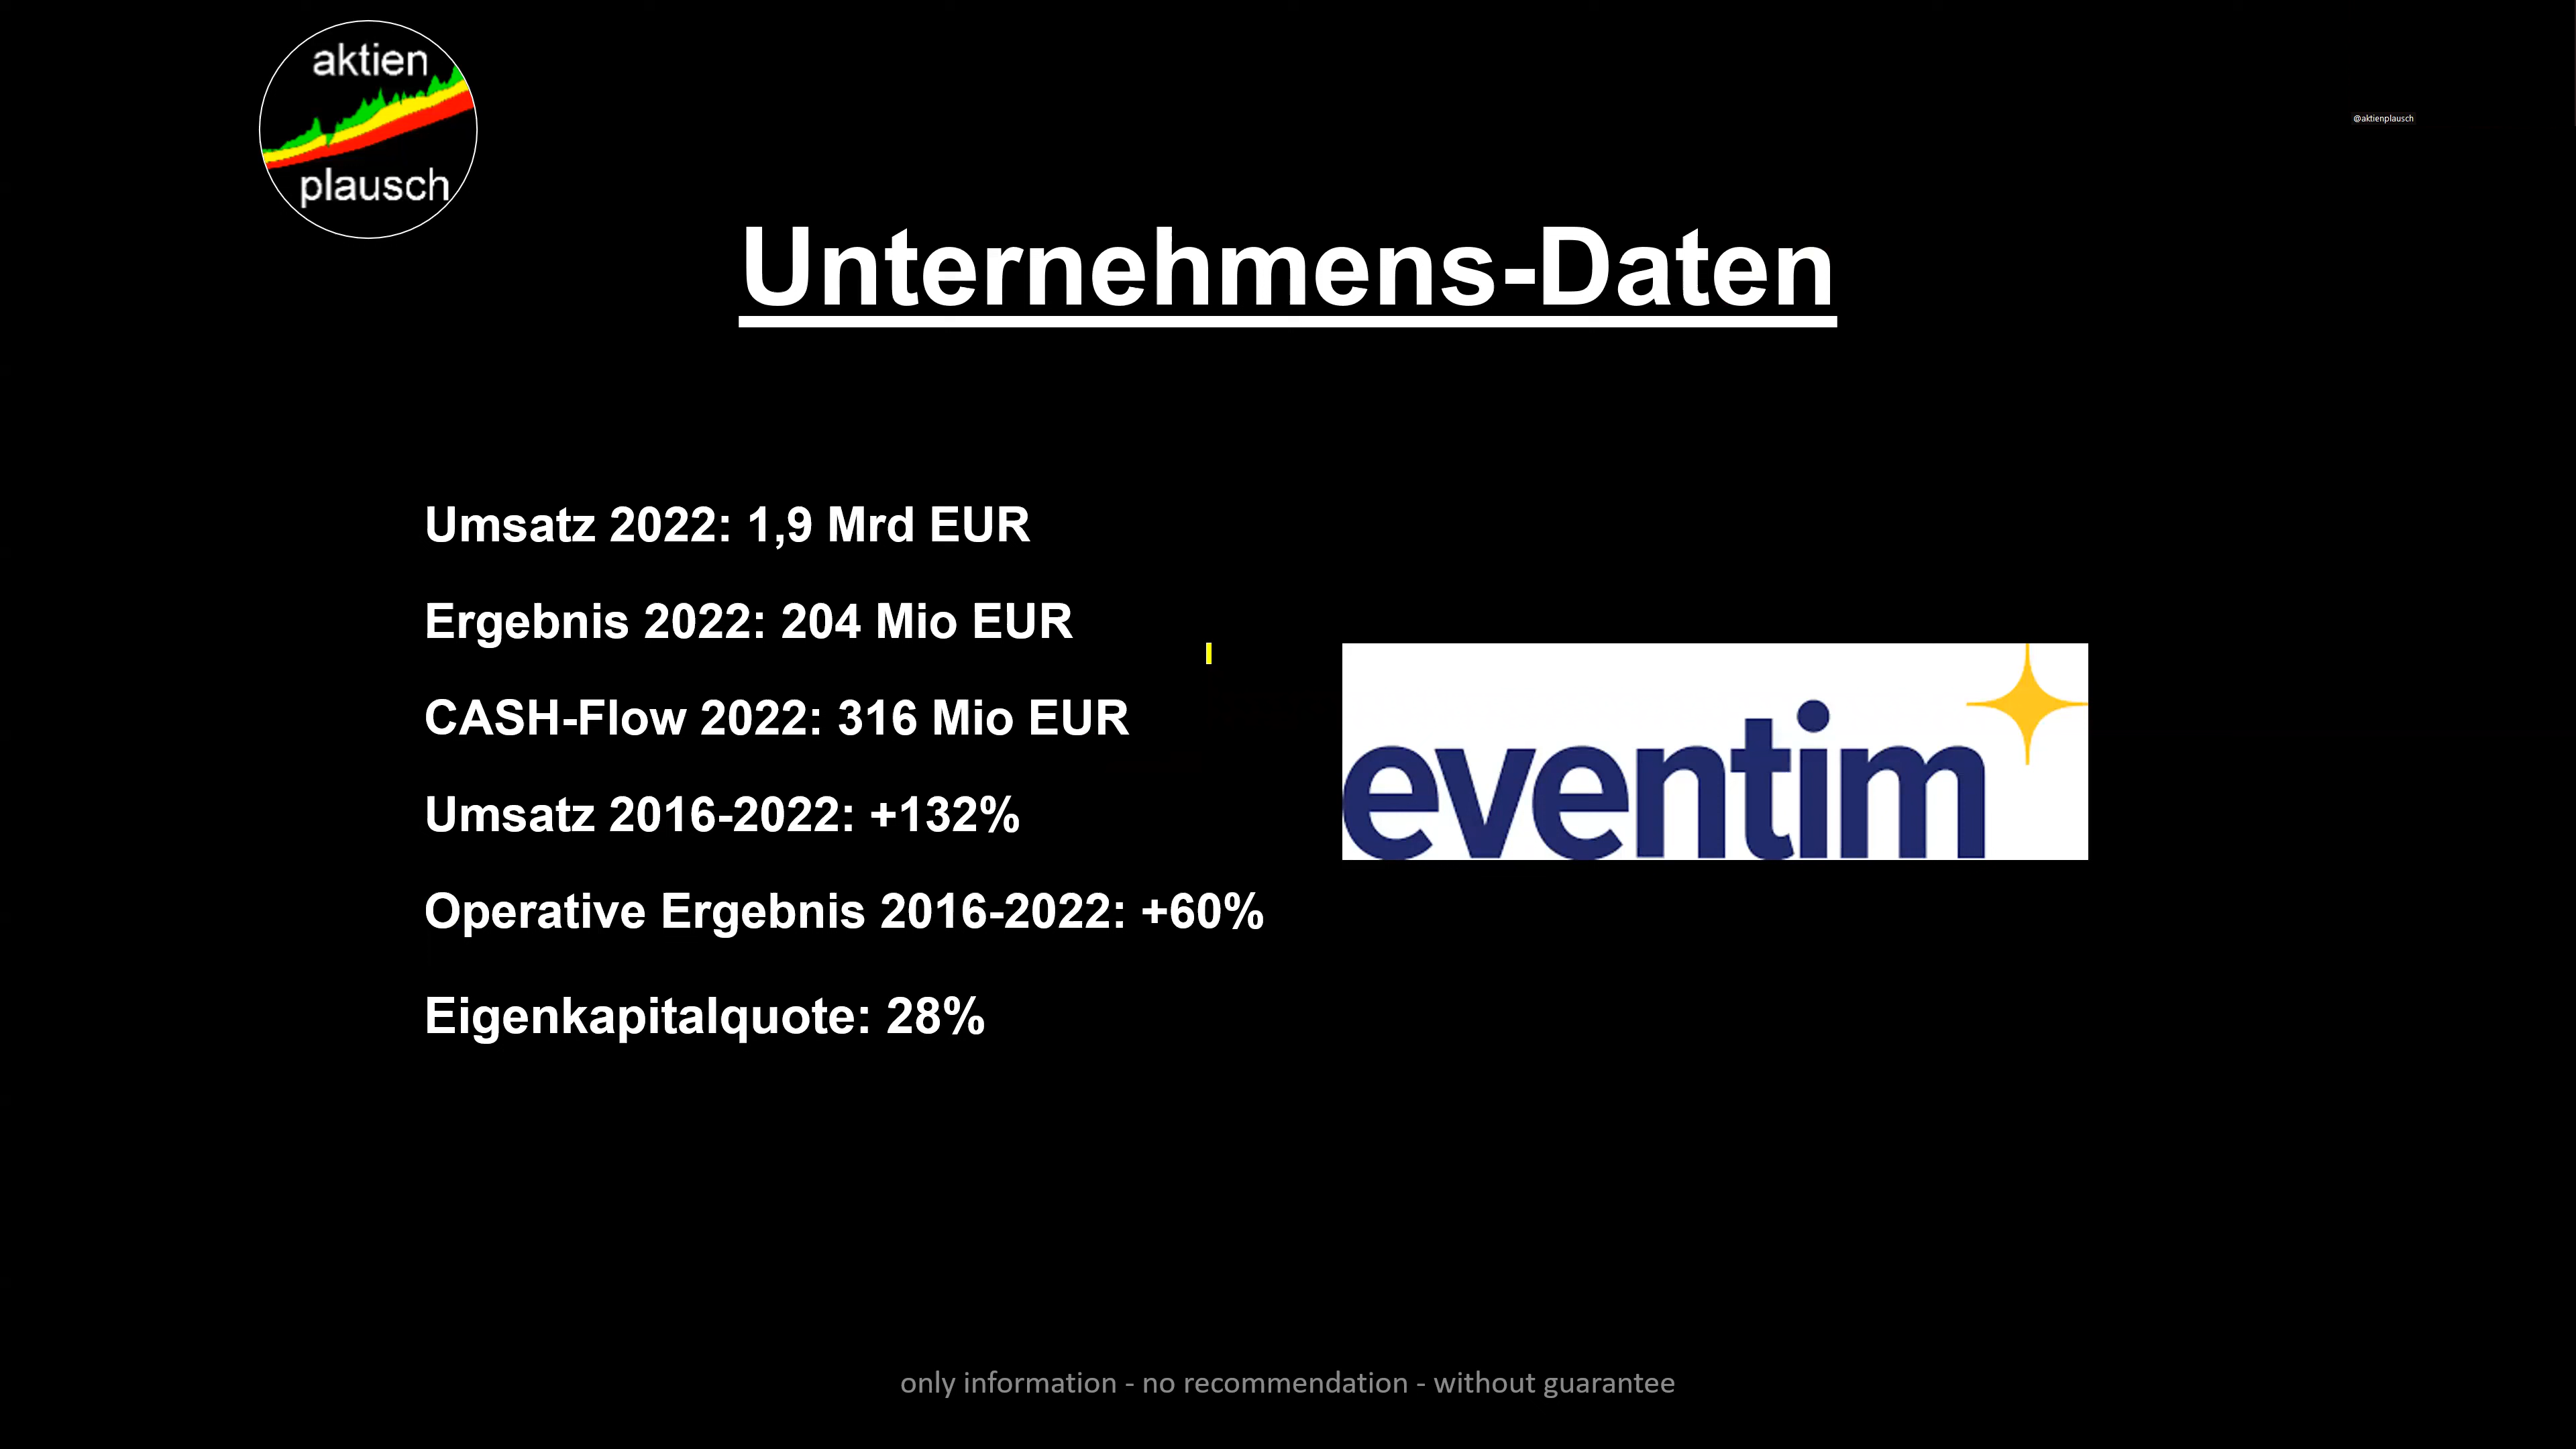 aktien
plausch
@aktienplausch
Unternehmens-Daten
Umsatz 2022: 1,9 Mrd EUR
Ergebnis 2022: 204 Mio EUR
CASH-Flow 2022: 316 Mio EUR
Umsatz 2016-2022: +132%
Operative Ergebnis 2016-2022: +60%
Eigenkapitalquote: 28%
eventim
only information - no recommendation - without guarantee